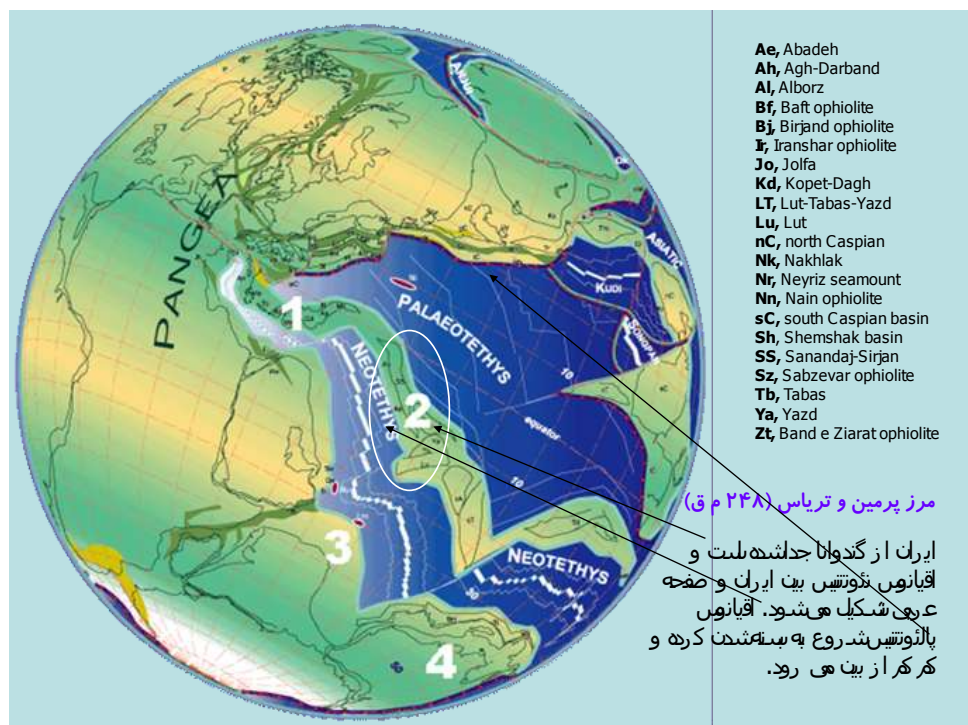 PANGEA
1
PALAEOTETHYS
NEOTETHYS
2
KUDI
ASIATIC
10
equator
10
3
NEOTETHYS
4
Ae, Abadeh
Ah, Agh-Darband
Al, Alborz
Bf, Baft ophiolite
Bj, Birjand ophiolite
Ir, Iranshar ophiolite
Jo, Jolfa
Kd, Kopet-Dagh
LT, Lut-Tabas-Yazd
Lu, Lut
nC, north Caspian
Nk, Nakhlak
Nr, Neyriz seamount
Nn, Nain ophiolite
sC, south Caspian basin
Sh, Shemshak basin
SS, Sanandaj-Sirjan
Sz, Sabzevar ophiolite
Tb, Tabas
Ya, Yazd
Zt, Band e Ziarat ophiolite
مرز پرمین و تریاس (۲۴۸ م ق)
ایران از گندوانا جداشده است و
اقیانوس نئوتتیس بین ایران و صفحه
عربی تشکیل می شود. اقیانوس
پالئوتتیس شروع به بسته شدن کرده و
کم کم از بین می رود.